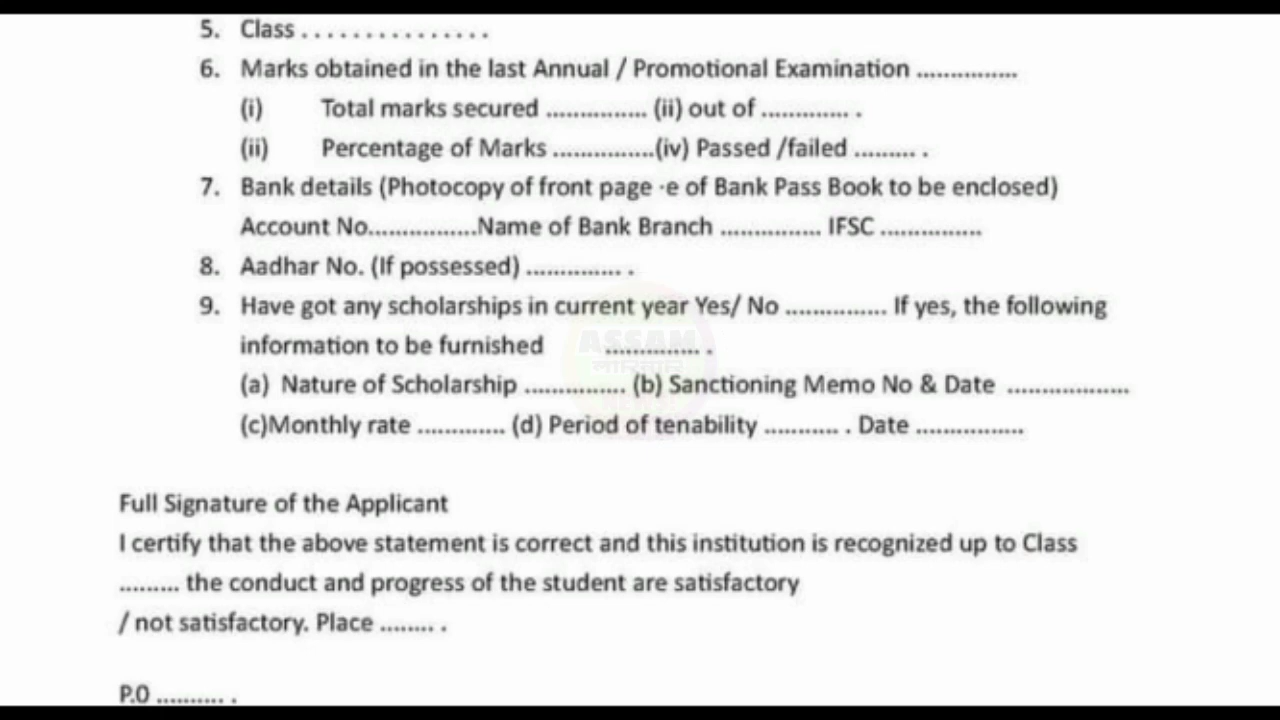 5. Class ...............
6. Marks obtained in the last Annual / Promotional Examination ...............
(i) Total marks secured ............... (ii) out of ............. .
(ii) Percentage of Marks ...............(iv) Passed /failed ......... .
7. Bank details (Photocopy of front page ·e of Bank Pass Book to be enclosed)
Account No................Name of Bank Branch ............... IFSC ...............
8. Aadhar No. (If possessed) .............. .
9. Have got any scholarships in current year Yes/ No ............... If yes, the following
information to be furnished .............. .
ASSAM
(a) Nature of Scholarship ............... (b) Sanctioning Memo No & Date ..................
(c)Monthly rate ............. (d) Period of tenability ........... . Date ................
Full Signature of the Applicant
I certify that the above statement is correct and this institution is recognized up to Class
......... the conduct and progress of the student are satisfactory
/ not satisfactory. Place ........ .
P.O .......... .